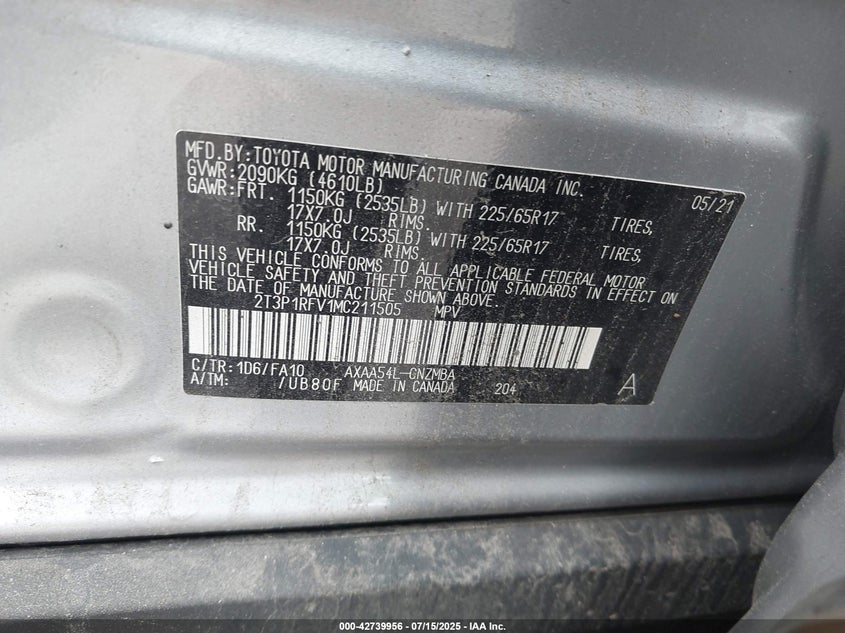 MFD.BY:TOYOTA MOTOR MANUFACTURING CANADA INC.
GVWR:2090KG (4610LB) 05/21
GAWR:FRT. 1150KG (2535LB) WITH 225/65R17 TIRES,
17X7.0J RIMS.
RR. 1150KG (2535LB) WITH 225/65R17 TIRES,
17X7.0J RIMS.
THIS VEHICLE CONFORMS TO ALL APPLICABLE FEDERAL MOTOR
VEHICLE SAFETY AND THEFT PREVENTION STANDARDS IN EFFECT ON
THE DATE OF MANUFACTURE SHOWN ABOVE.
2T3P1RFV1MC211505 MPV
C/TR:1D6/FA10 AXAA54L-CNZMBA
A/TM: /UB80F MADE IN CANADA 204 A
000-42739956 - 07/15/2025 - IAA Inc.